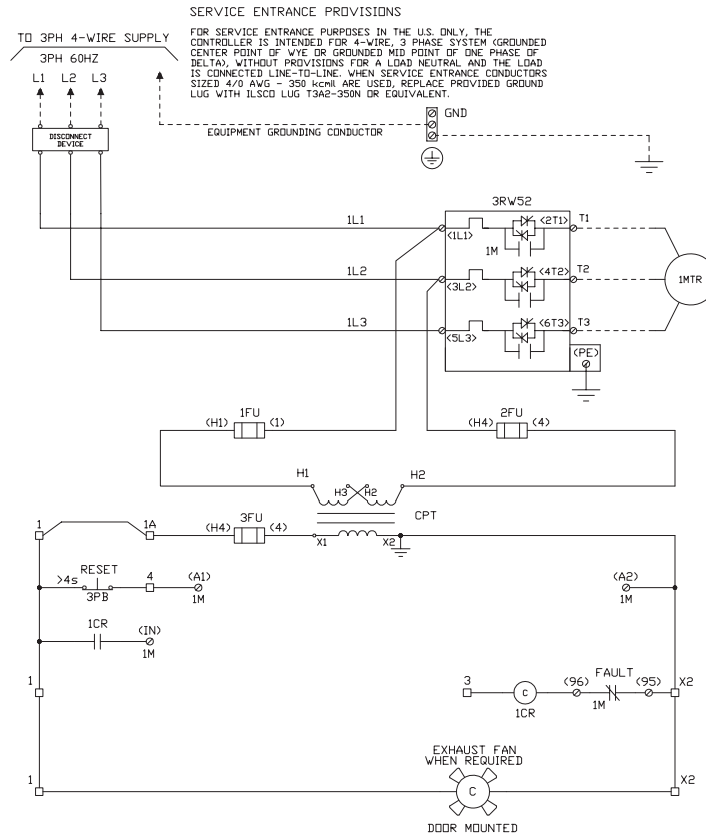 SERVICE ENTRANCE PROVISIONS
FOR SERVICE ENTRANCE PURPOSES IN THE U.S. ONLY, THE
CONTROLLER IS INTENDED FOR 4-WIRE, 3 PHASE SYSTEM (GROUNDED
CENTER POINT OF WYE OR GROUNDED MID POINT OF ONE PHASE OF
DELTA), WITHOUT PROVISIONS FOR A LOAD NEUTRAL AND THE LOAD
IS CONNECTED LINE-TO-LINE. WHEN SERVICE ENTRANCE CONDUCTORS
SIZED 4/0 AWG - 350 kcmil ARE USED, REPLACE PROVIDED GROUND
LUG WITH ILSCO LUG T3A2-350N OR EQUIVALENT.
TO 3PH 4-WIRE SUPPLY
3PH 60HZ
L1 L2 L3
GND
DISCONNECT
DEVICE
EQUIPMENT GROUNDING CONDUCTOR
3RW52
1L1 <1L1> 1M <2T1> T1
1L2 <3L2> <4T2> T2 1MTR
1L3 <5L3> <6T3> T3
(PE)
(H1) 1FU (1)
(H4) 2FU (4)
H1 H3 H2 H2
CPT
1 1A (H4) 3FU (4) X1 X2
>4s RESET 4 (A1) (A2)
3PB 1M 1M
1CR (IN)
1M
1 3 (96) FAULT (95) X2
C
1CR 1M
EXHAUST FAN
WHEN REQUIRED
1 C X2
DOOR MOUNTED